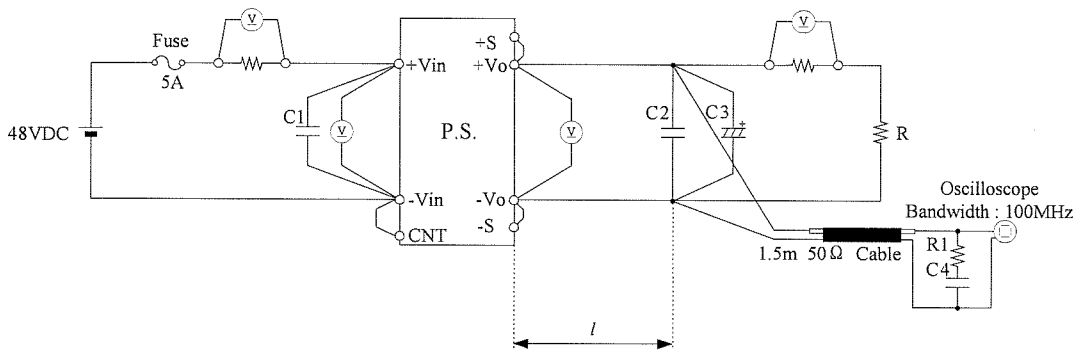 Fuse
5A
48VDC
V
+Vin
C1
V
-Vin
CNT
P.S.
+S
+Vo
V
-Vo
-S
C2
C3
+
V
R
Oscilloscope
Bandwidth : 100MHz
1.5m 50Ω Cable
R1
C4
l